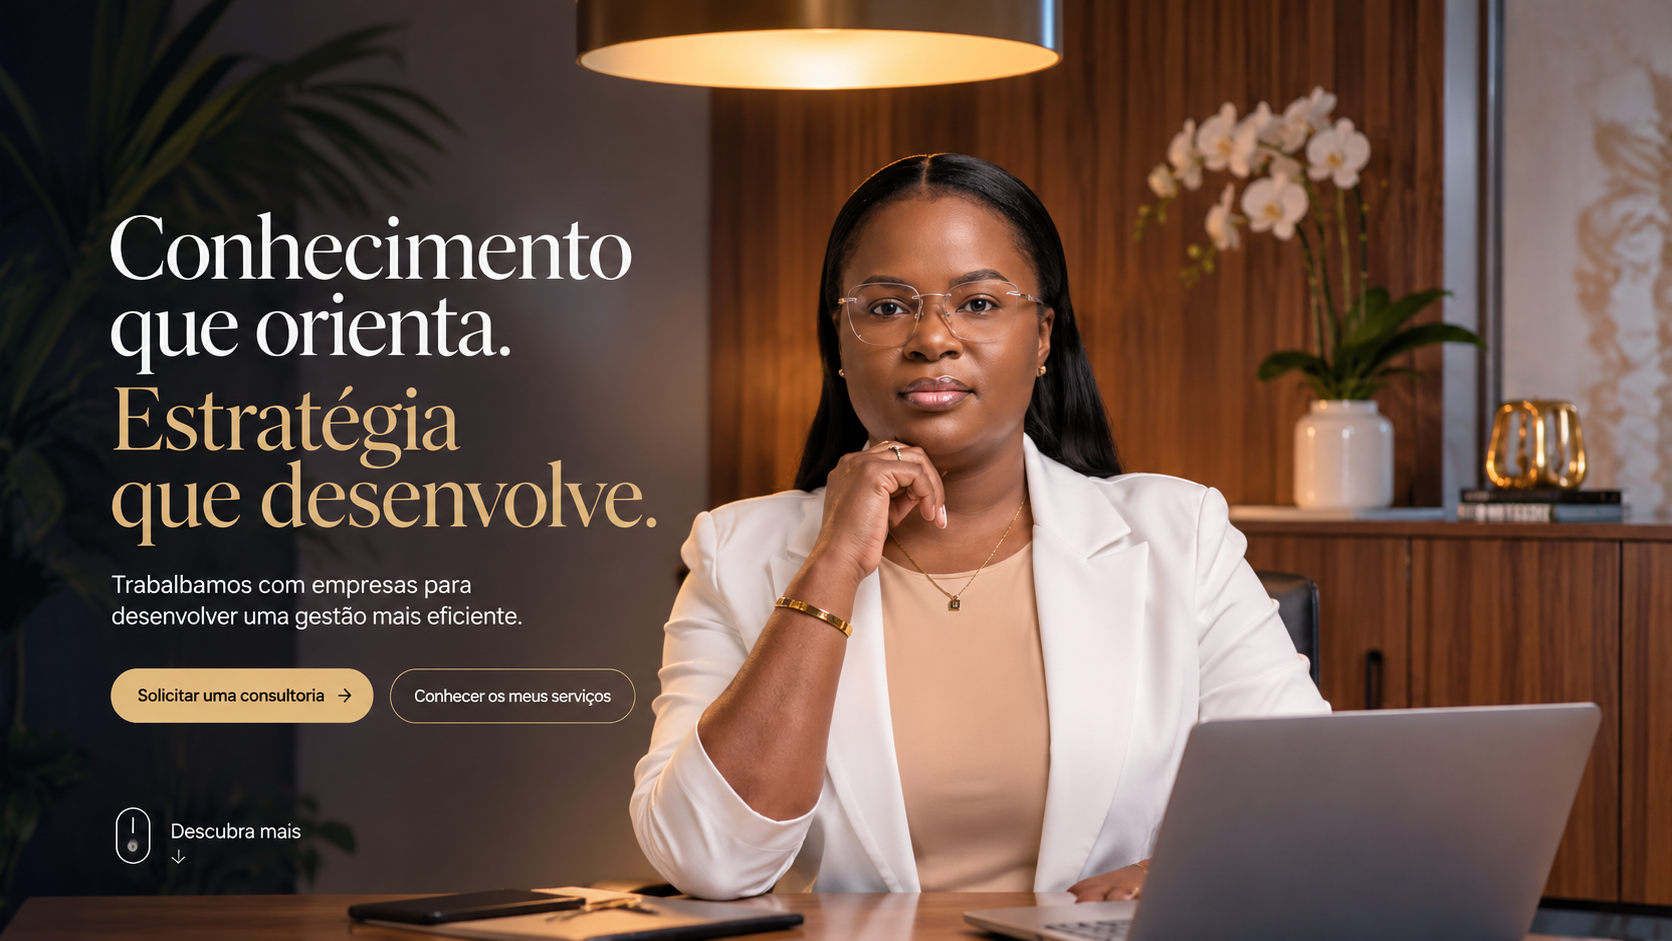 Conhecimento
que orienta.
Estratégia
que desenvolve.
Trabalbamos com empresas para
desenvolver uma gestão mais eficiente.
Solicitar uma consultoria →
Conhecer os meus serviços
Descubra mais
↓